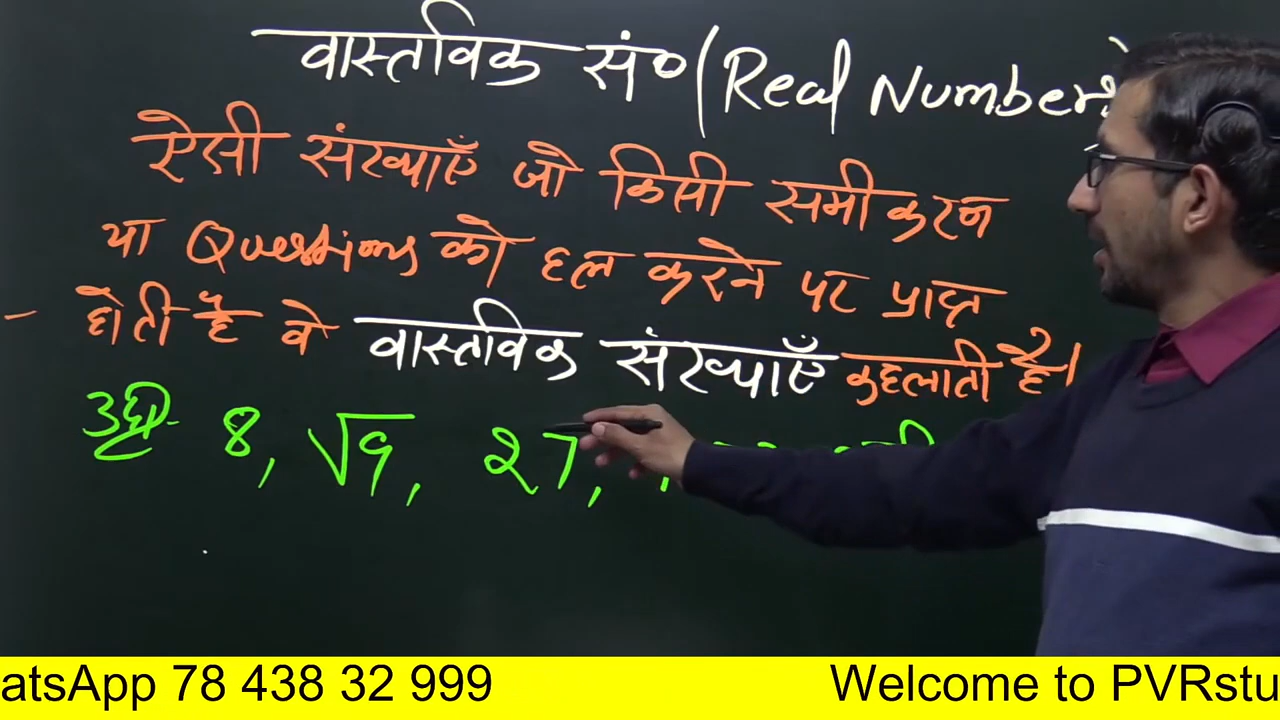 वास्तविक सं० (Real Numbers)
ऐसी संख्याएँ जो किसी समीकरन
या Questions को हल करने पर प्राप्त
- होती है वे वास्तविक संख्याएँ कहलाती है।
उदा- 8, √9, 27,
atsApp 78 438 32 999
Welcome to PVRstu